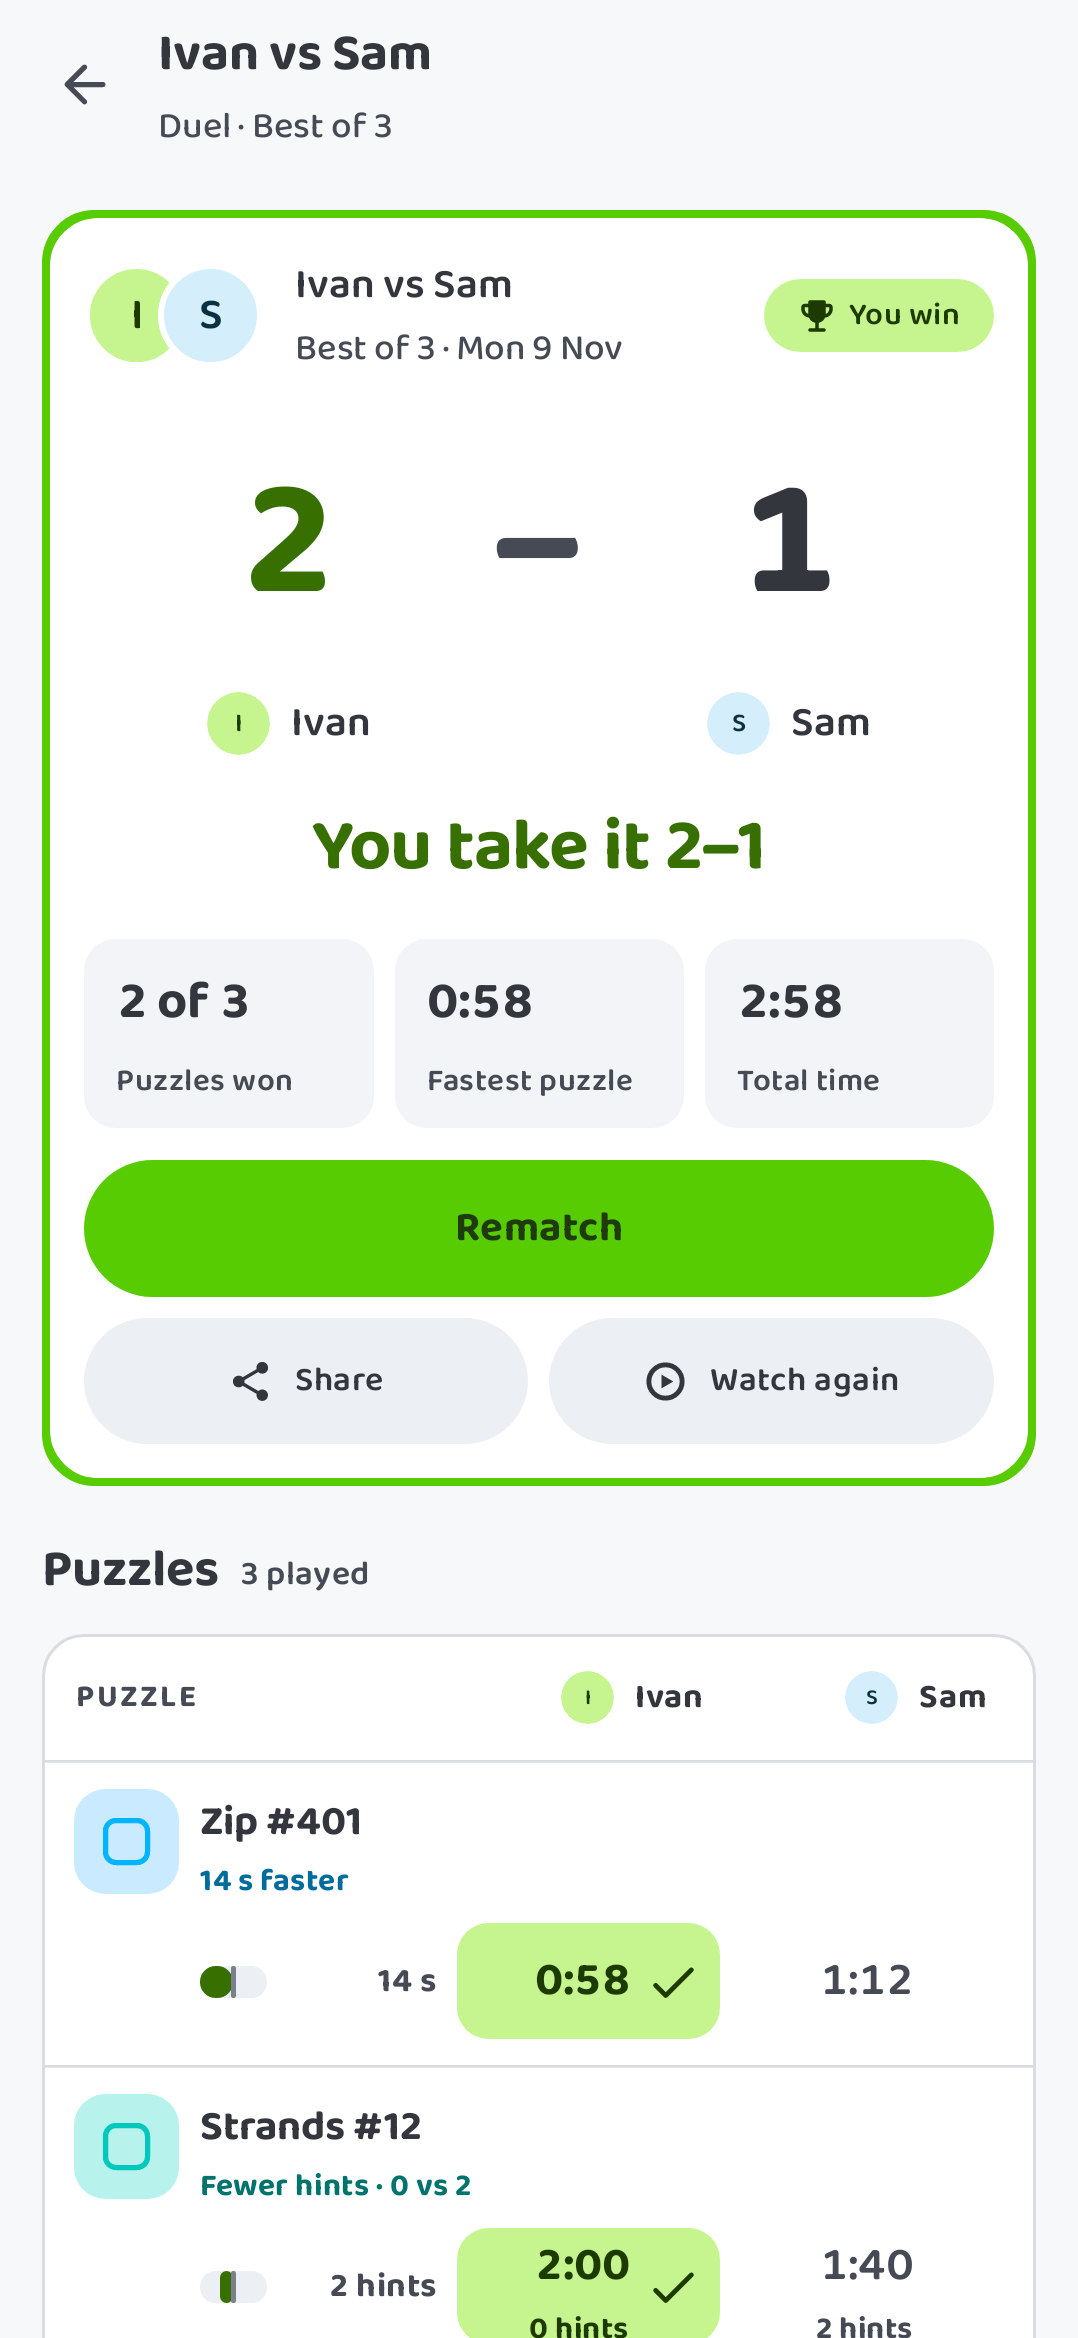 Ivan vs Sam
Duel · Best of 3
I S Ivan vs Sam
Best of 3 · Mon 9 Nov
You win
2 – 1
I Ivan S Sam
You take it 2–1
2 of 3
Puzzles won
0:58
Fastest puzzle
2:58
Total time
Rematch
Share
Watch again
Puzzles 3 played
PUZZLE I Ivan S Sam
Zip #401
14 s faster
14 s 0:58 1:12
Strands #12
Fewer hints · 0 vs 2
2 hints 2:00 1:40
0 hints 2 hints